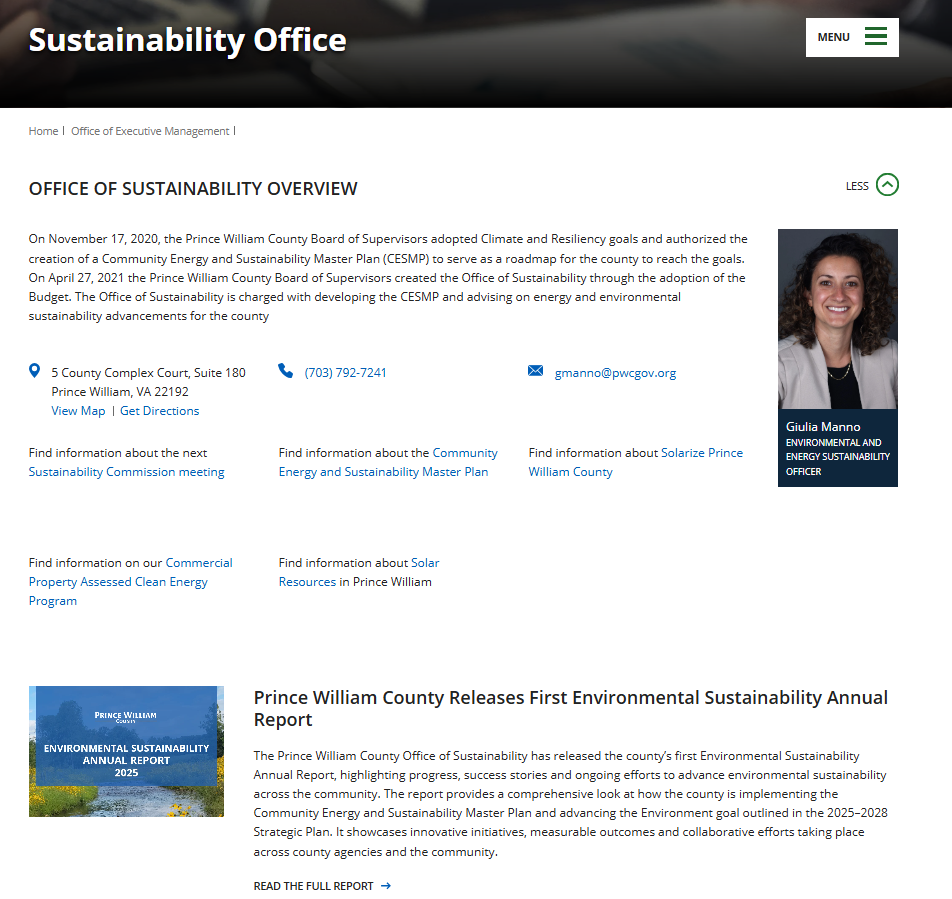 Sustainability Office
MENU
Home |
Office of Executive Management |
OFFICE OF SUSTAINABILITY OVERVIEW
LESS
On November 17, 2020, the Prince William County Board of Supervisors adopted Climate and Resiliency goals and authorized the
creation of a Community Energy and Sustainability Master Plan (CESMP) to serve as a roadmap for the county to reach the goals.
On April 27, 2021 the Prince William County Board of Supervisors created the Office of Sustainability through the adoption of the
Budget. The Office of Sustainability is charged with developing the CESMP and advising on energy and environmental
sustainability advancements for the county
5 County Complex Court, Suite 180
Prince William, VA 22192
View Map | Get Directions
(703) 792-7241
gmanno@pwcgov.org
Giulia Manno
ENVIRONMENTAL AND
ENERGY SUSTAINABILITY
OFFICER
Find information about the next
Sustainability Commission meeting
Find information about the Community
Energy and Sustainability Master Plan
Find information about Solarize Prince
William County
Find information on our Commercial
Property Assessed Clean Energy
Program
Find information about Solar
Resources in Prince William
PRINCE WILLIAM
COUNTY
ENVIRONMENTAL SUSTAINABILITY
ANNUAL REPORT
2025
Prince William County Releases First Environmental Sustainability Annual
Report
The Prince William County Office of Sustainability has released the county’s first Environmental Sustainability
Annual Report, highlighting progress, success stories and ongoing efforts to advance environmental sustainability
across the community. The report provides a comprehensive look at how the county is implementing the
Community Energy and Sustainability Master Plan and advancing the Environment goal outlined in the 2025–2028
Strategic Plan. It showcases innovative initiatives, measurable outcomes and collaborative efforts taking place
across county agencies and the community.
READ THE FULL REPORT